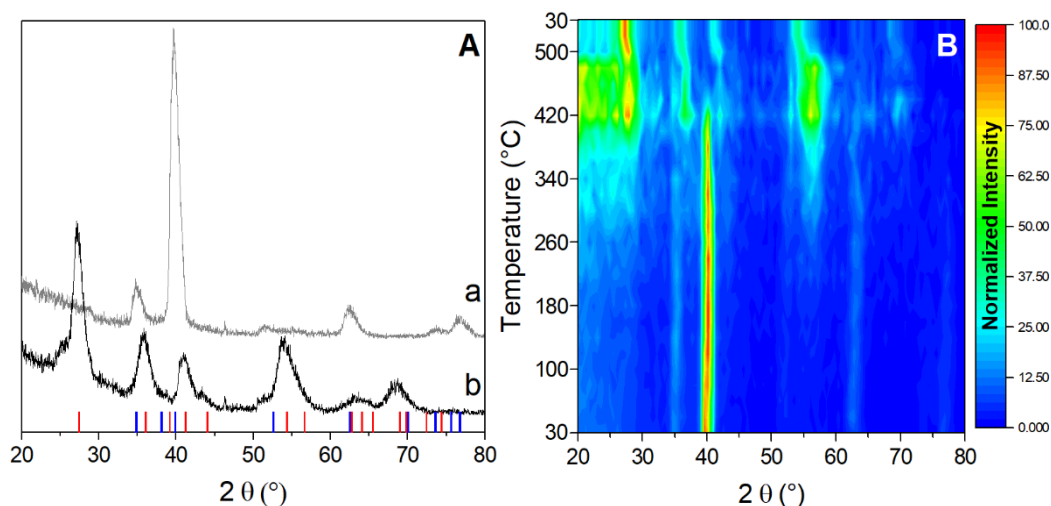 A
a
b
20 30 40 50 60 70 80
2 θ (°)
B
30
500
420
340
260
180
100
30
Temperature (°C)
20 30 40 50 60 70 80
2 θ (°)
100.0
87.50
75.00
62.50
50.00
37.50
25.00
12.50
0.000
Normalized Intensity